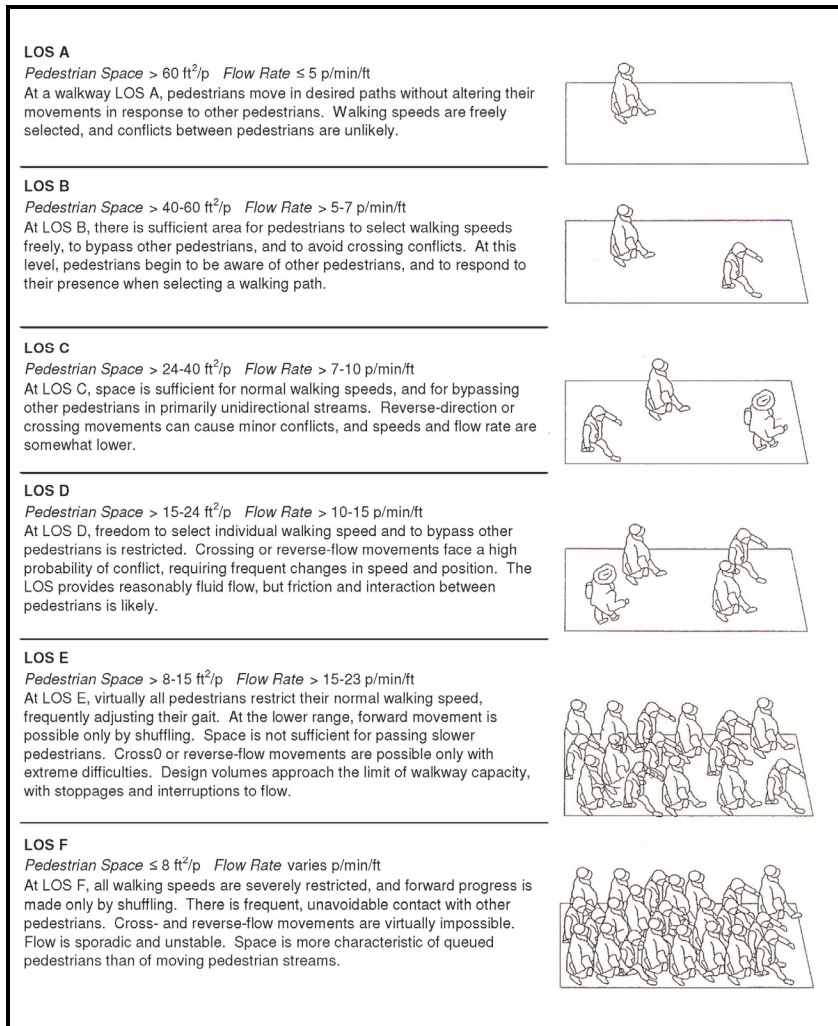 LOS A
Pedestrian Space > 60 ft²/p Flow Rate ≤ 5 p/min/ft
At a walkway LOS A, pedestrians move in desired paths without altering their
movements in response to other pedestrians. Walking speeds are freely
selected, and conflicts between pedestrians are unlikely.
LOS B
Pedestrian Space > 40-60 ft²/p Flow Rate > 5-7 p/min/ft
At LOS B, there is sufficient area for pedestrians to select walking speeds
freely, to bypass other pedestrians, and to avoid crossing conflicts. At this
level, pedestrians begin to be aware of other pedestrians, and to respond to
their presence when selecting a walking path.
LOS C
Pedestrian Space > 24-40 ft²/p Flow Rate > 7-10 p/min/ft
At LOS C, space is sufficient for normal walking speeds, and for bypassing
other pedestrians in primarily unidirectional streams. Reverse-direction or
crossing movements can cause minor conflicts, and speeds and flow rate are
somewhat lower.
LOS D
Pedestrian Space > 15-24 ft²/p Flow Rate > 10-15 p/min/ft
At LOS D, freedom to select individual walking speed and to bypass other
pedestrians is restricted. Crossing or reverse-flow movements face a high
probability of conflict, requiring frequent changes in speed and position. The
LOS provides reasonably fluid flow, but friction and interaction between
pedestrians is likely.
LOS E
Pedestrian Space > 8-15 ft²/p Flow Rate > 15-23 p/min/ft
At LOS E, virtually all pedestrians restrict their normal walking speed,
frequently adjusting their gait. At the lower range, forward movement is
possible only by shuffling. Space is not sufficient for passing slower
pedestrians. Cross0 or reverse-flow movements are possible only with
extreme difficulties. Design volumes approach the limit of walkway capacity,
with stoppages and interruptions to flow.
LOS F
Pedestrian Space ≤ 8 ft²/p Flow Rate varies p/min/ft
At LOS F, all walking speeds are severely restricted, and forward progress is
made only by shuffling. There is frequent, unavoidable contact with other
pedestrians. Cross- and reverse-flow movements are virtually impossible.
Flow is sporadic and unstable. Space is more characteristic of queued
pedestrians than of moving pedestrian streams.